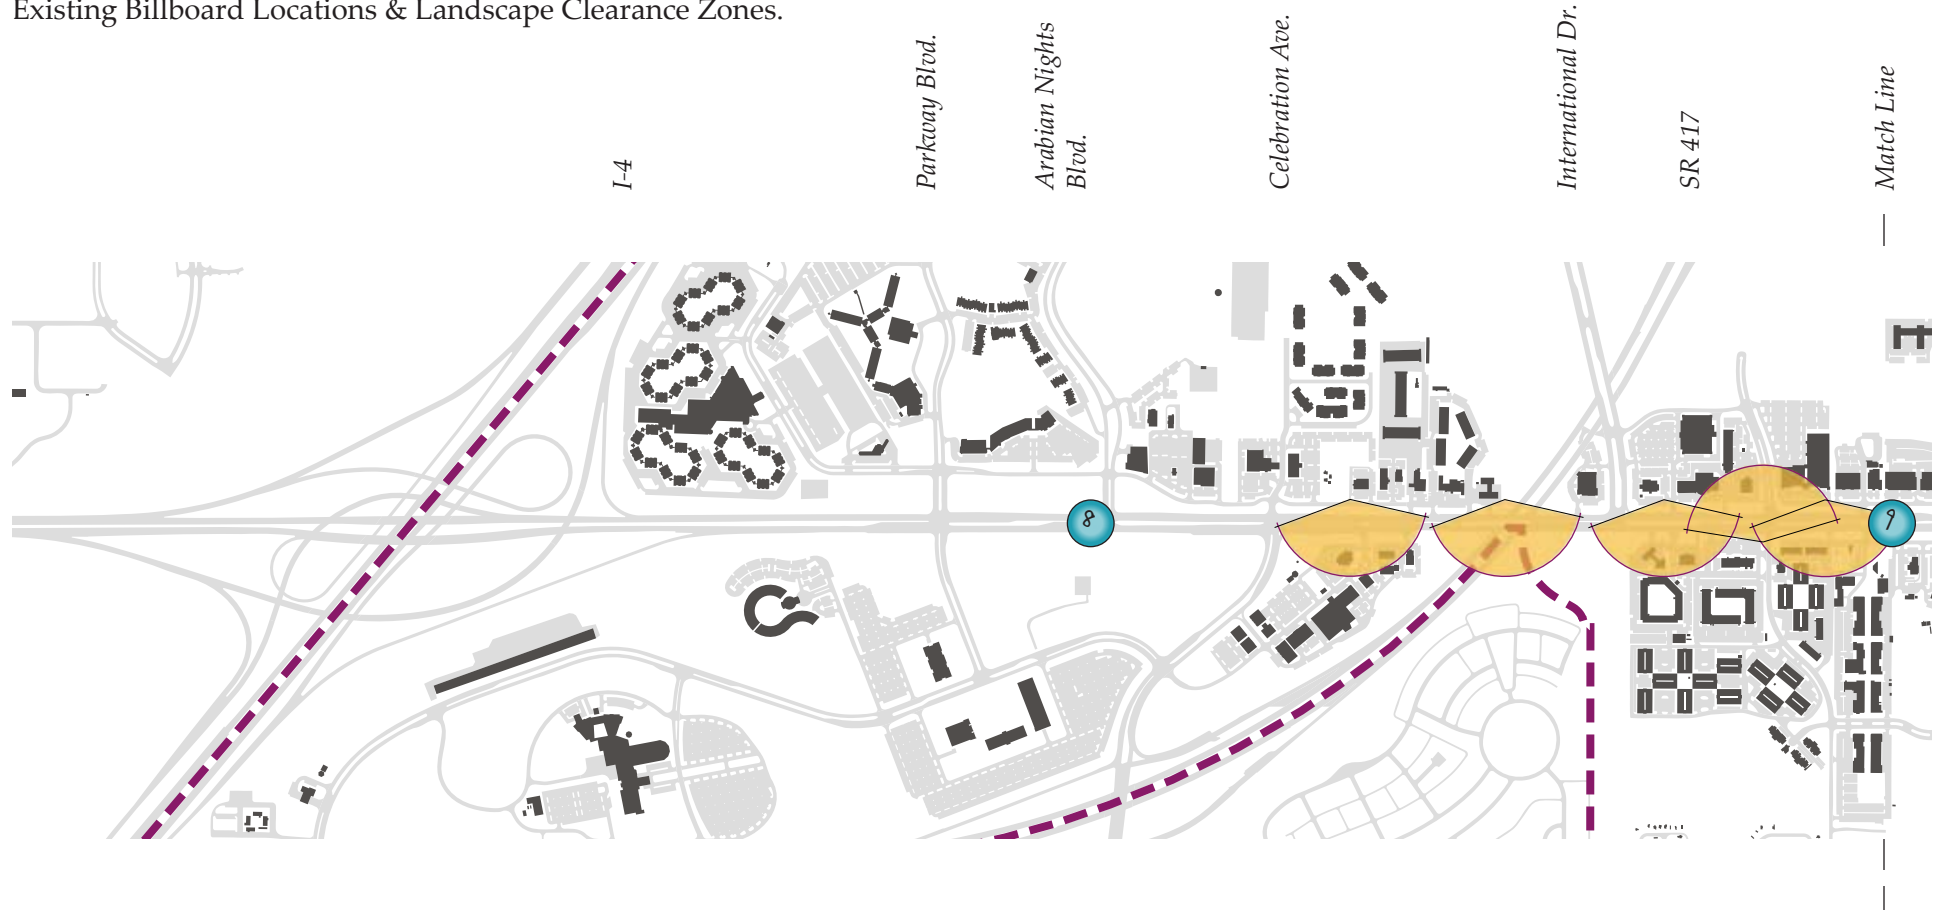 Existing Billboard Locations & Landscape Clearance Zones.
I-4
Parkway Blvd.
Arabian Nights
Blvd.
Celebration Ave.
International Dr.
SR 417
Match Line
8
9